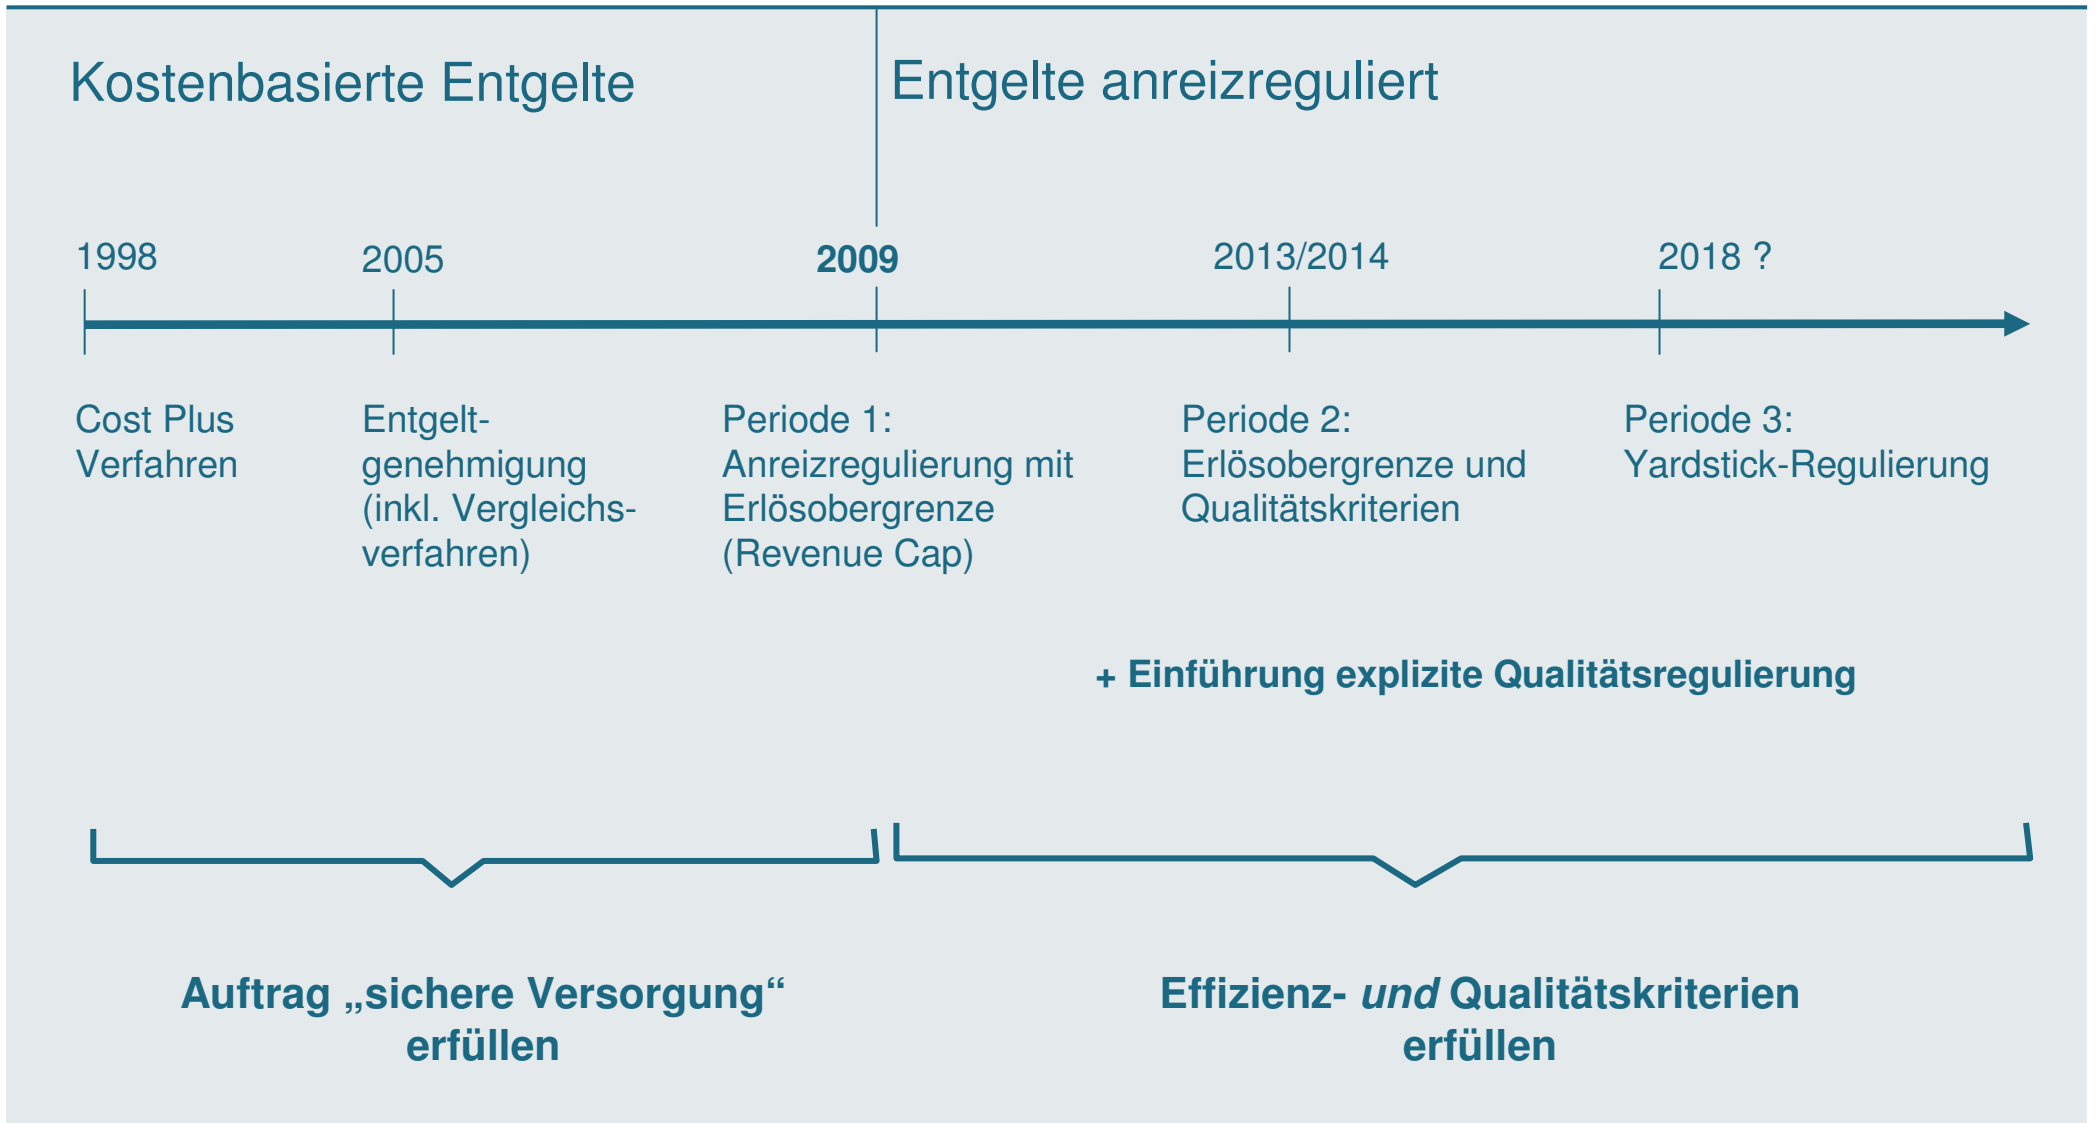 Kostenbasierte Entgelte
Entgelte anreizreguliert
1998
2005
2009
2013/2014
2018 ?
Cost Plus
Verfahren
Entgelt-
genehmigung
(inkl. Vergleichs-
verfahren)
Periode 1:
Anreizregulierung mit
Erlösobergrenze
(Revenue Cap)
Periode 2:
Erlösobergrenze und
Qualitätskriterien
Periode 3:
Yardstick-Regulierung
+ Einführung explizite Qualitätsregulierung
Auftrag „sichere Versorgung“
erfüllen
Effizienz- und Qualitätskriterien
erfüllen